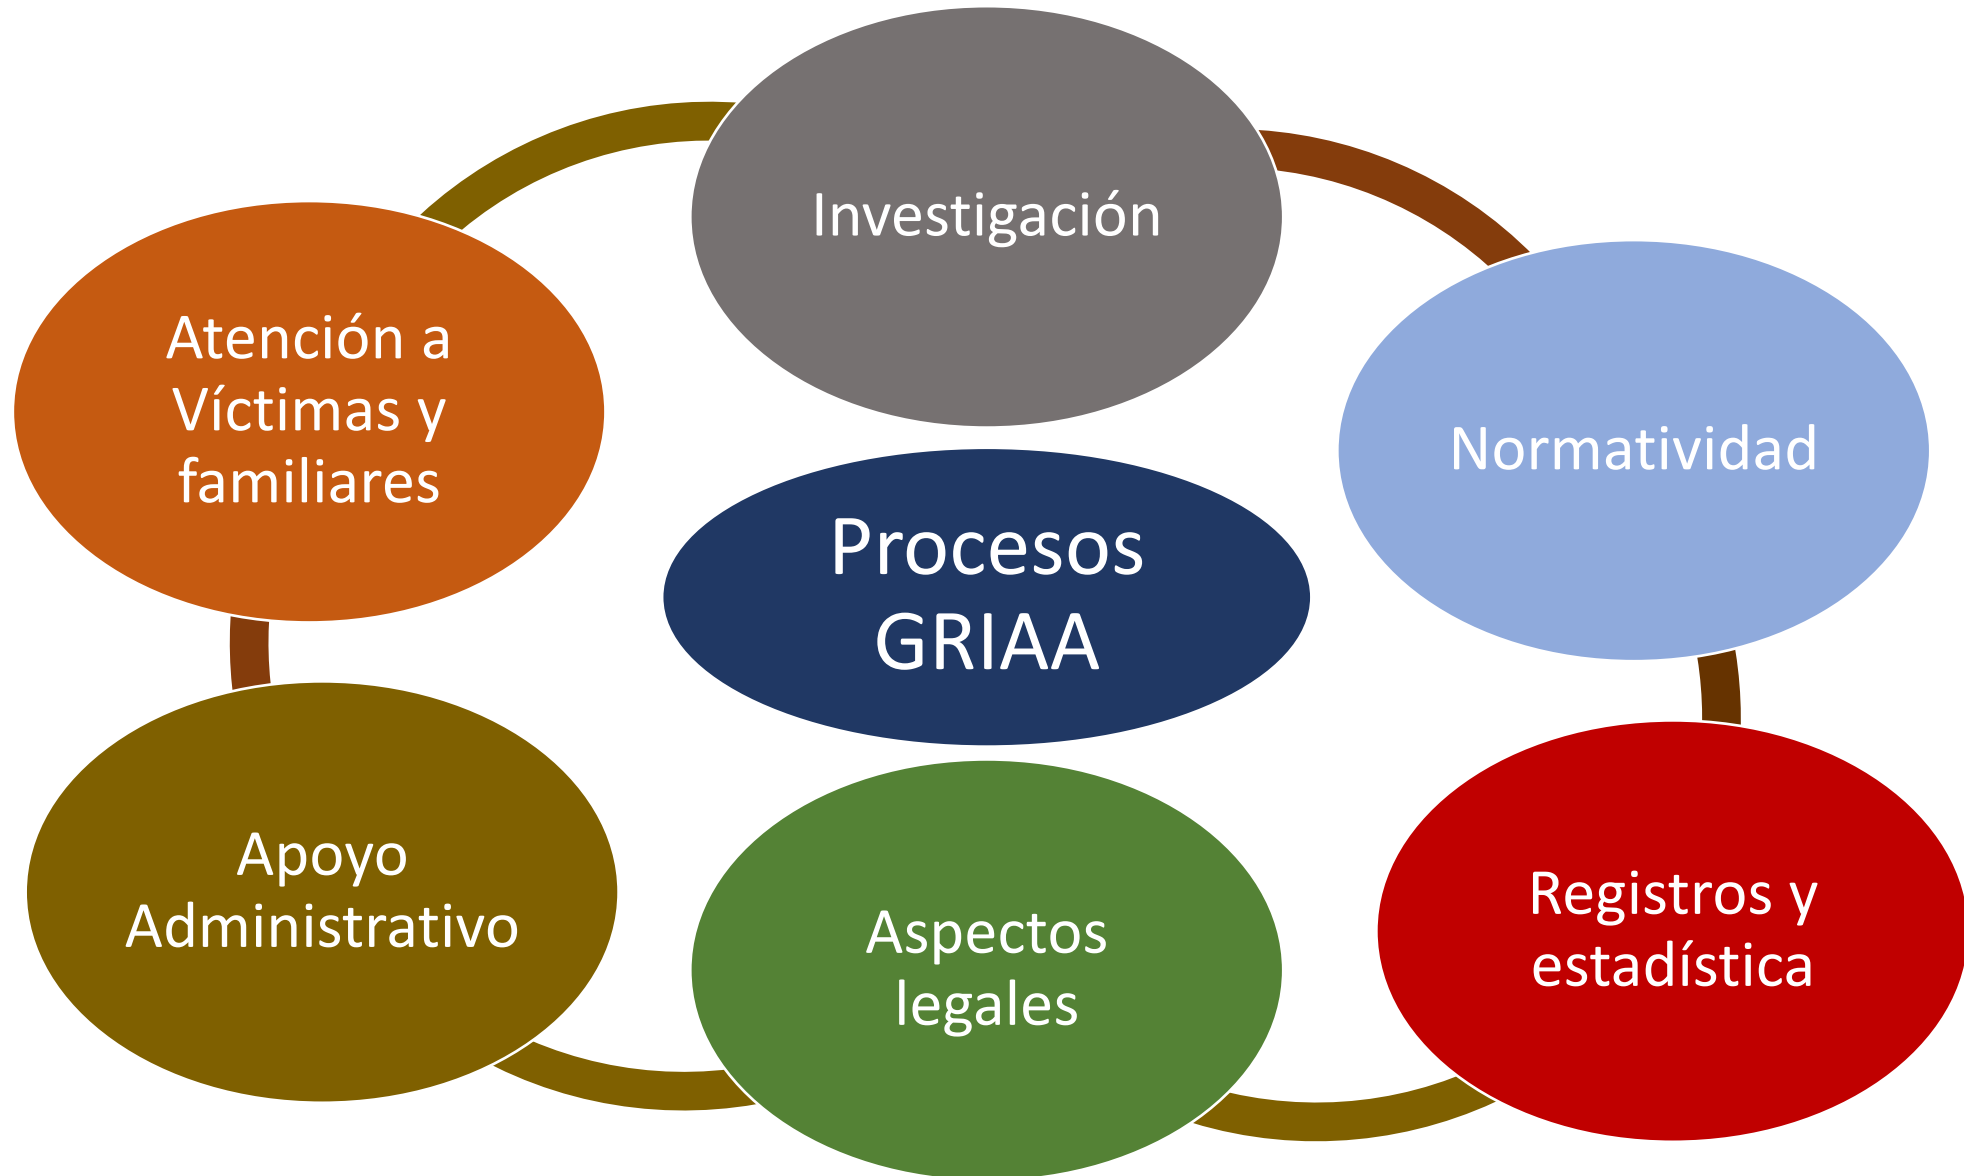 Investigación
Normatividad
Registros y
estadística
Aspectos
legales
Apoyo
Administrativo
Atención a
Víctimas y
familiares
Procesos
GRIAA